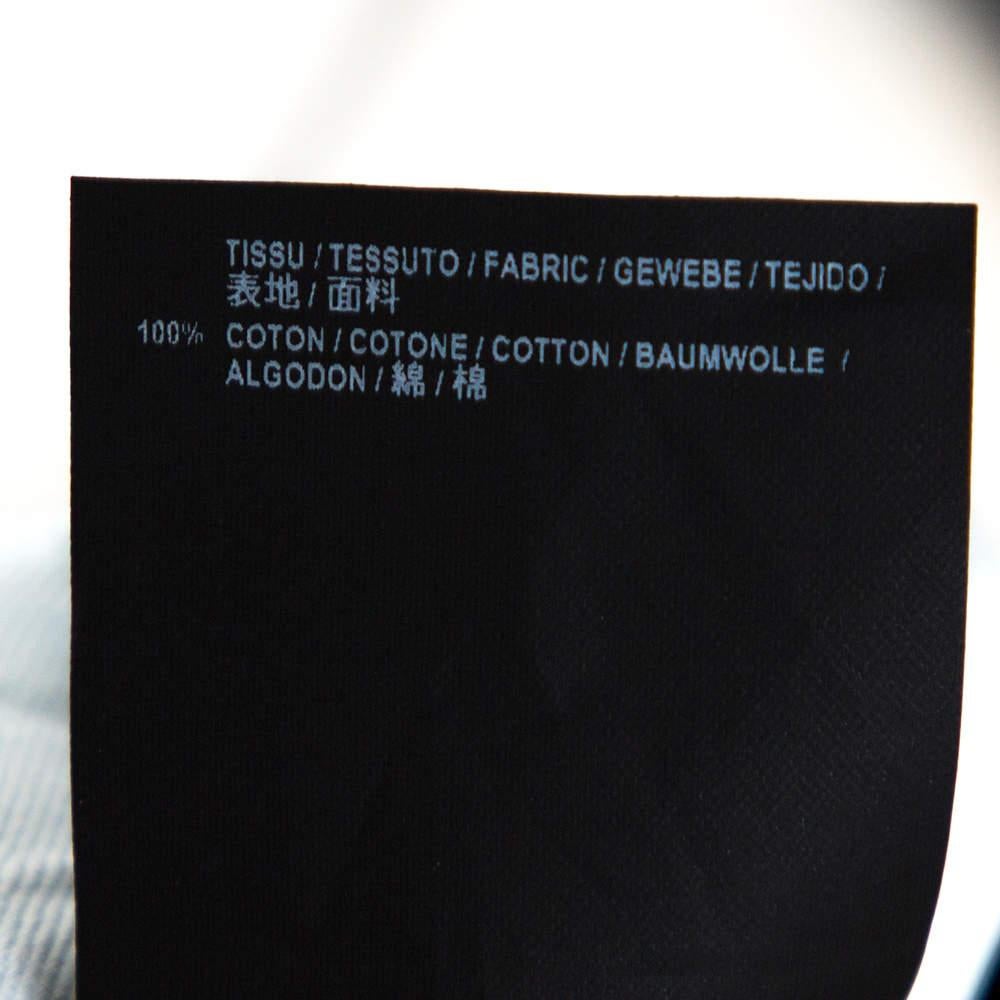 TISSU / TESSUTO / FABRIC / GEWEBE / TEJIDO /
表地 / 面料
100% COTON / COTONE / COTTON / BAUMWOLLE /
ALGODON / 綿 / 棉